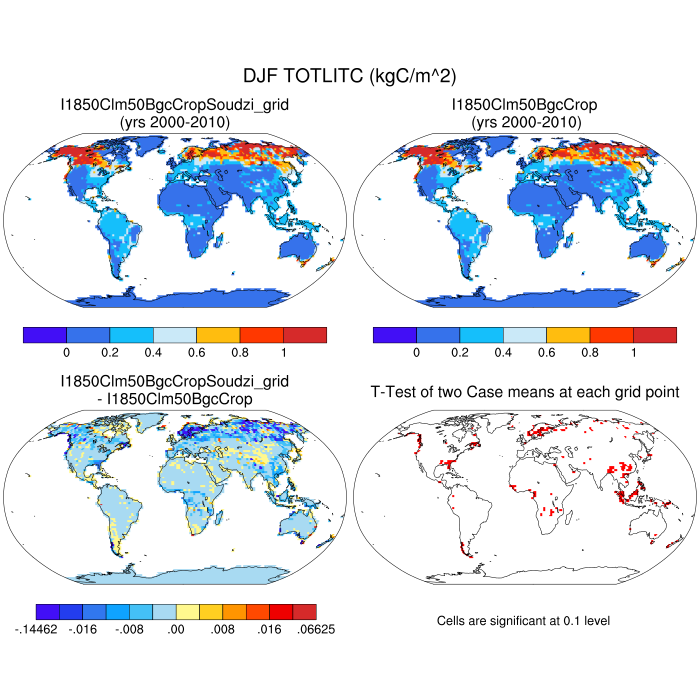 DJF TOTLITC (kgC/m^2)
I1850Clm50BgcCropSoudzi_grid
(yrs 2000-2010)
I1850Clm50BgcCrop
(yrs 2000-2010)
0 0.2 0.4 0.6 0.8 1
0 0.2 0.4 0.6 0.8 1
I1850Clm50BgcCropSoudzi_grid
- I1850Clm50BgcCrop
T-Test of two Case means at each grid point
-.14462 -.016 -.008 .00 .008 .016 .06625
Cells are significant at 0.1 level